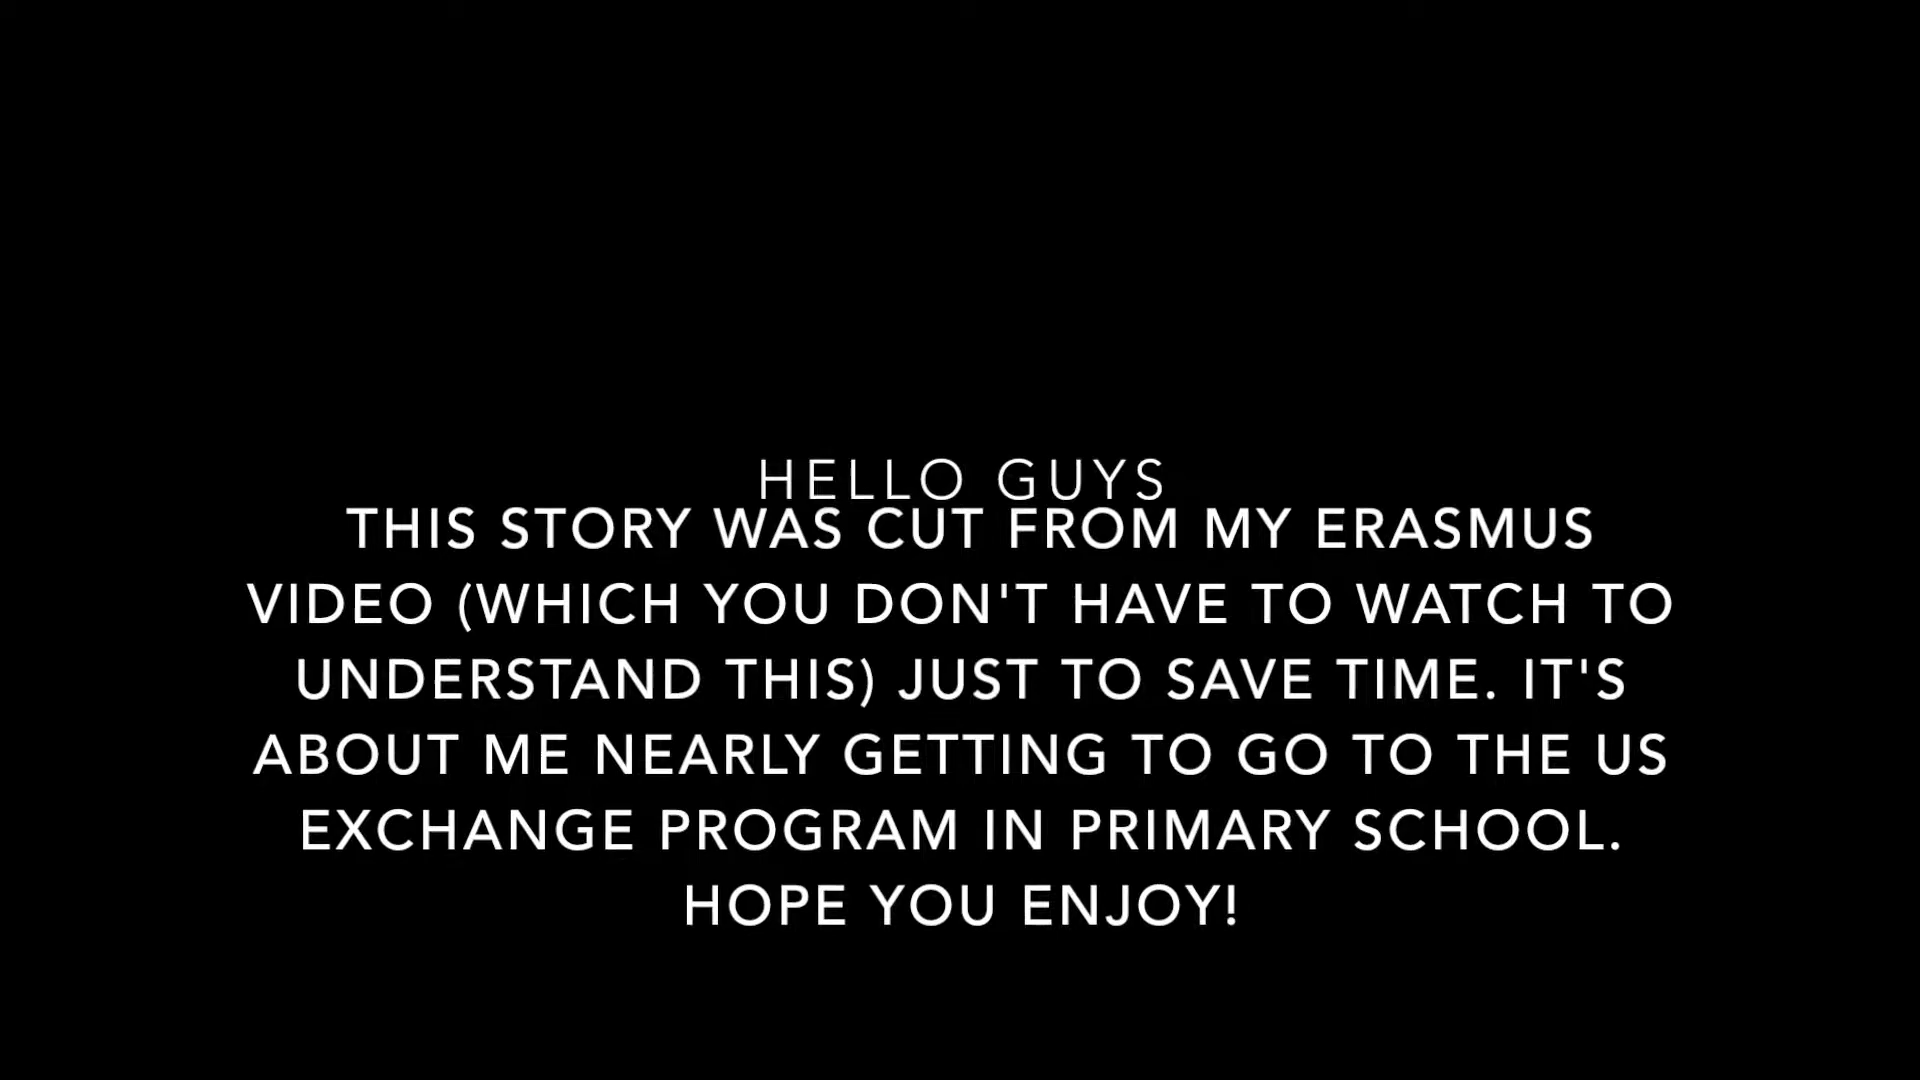 HELLO GUYS
THIS STORY WAS CUT FROM MY ERASMUS
VIDEO (WHICH YOU DON'T HAVE TO WATCH TO
UNDERSTAND THIS) JUST TO SAVE TIME. IT'S
ABOUT ME NEARLY GETTING TO GO TO THE US
EXCHANGE PROGRAM IN PRIMARY SCHOOL.
HOPE YOU ENJOY!